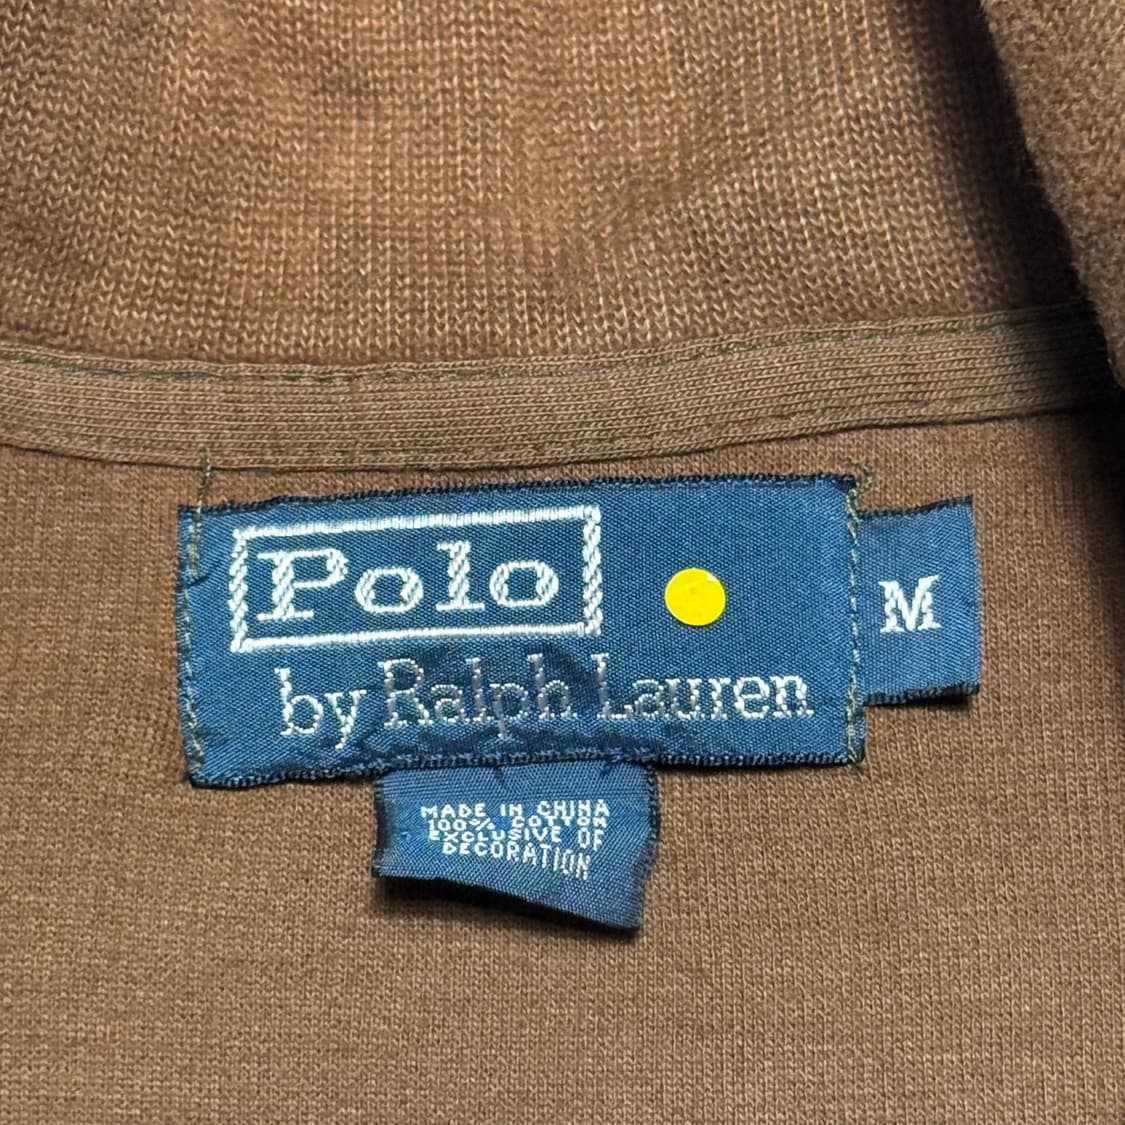 Polo
by Ralph Lauren
M
MADE IN CHINA
100% COTTON
EXCLUSIVE OF
DECORATION